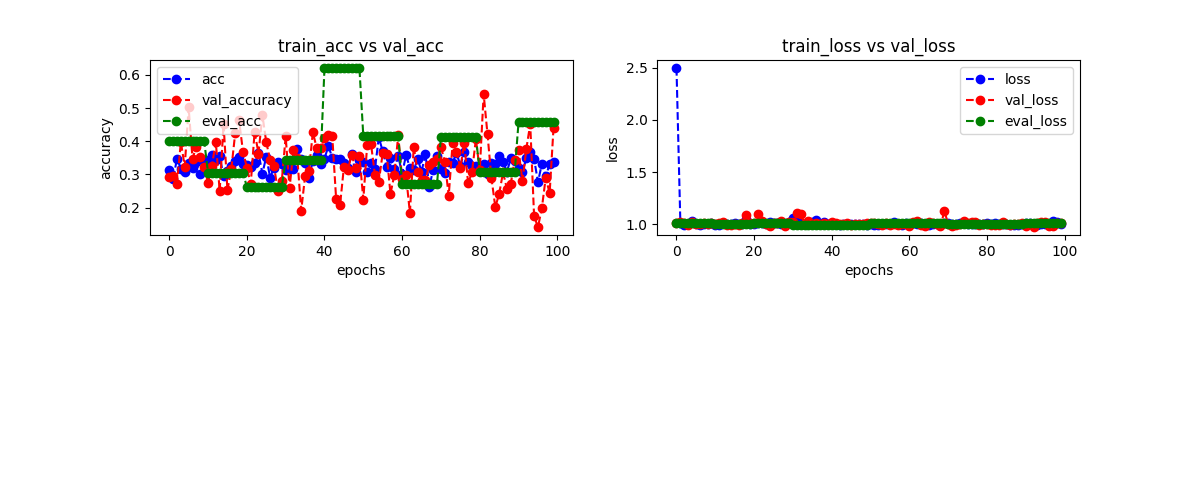 train_acc vs val_acc
acc
val_accuracy
eval_acc
0.6
0.5
0.4
0.3
0.2
accuracy
0
20
40
60
80
100
epochs
train_loss vs val_loss
loss
val_loss
eval_loss
2.5
2.0
1.5
1.0
loss
0
20
40
60
80
100
epochs